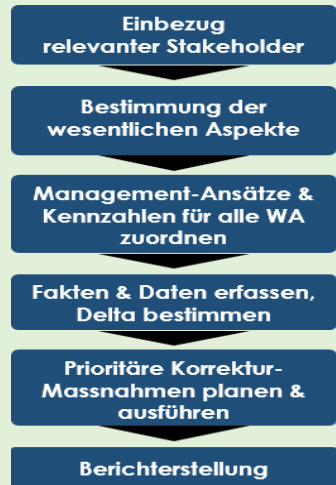 Einbezug
relevanter Stakeholder
Bestimmung der
wesentlichen Aspekte
Management-Ansätze &
Kennzahlen für alle WA
zuordnen
Fakten & Daten erfassen,
Delta bestimmen
Prioritäre Korrektur-
Massnahmen planen &
ausführen
Berichterstellung